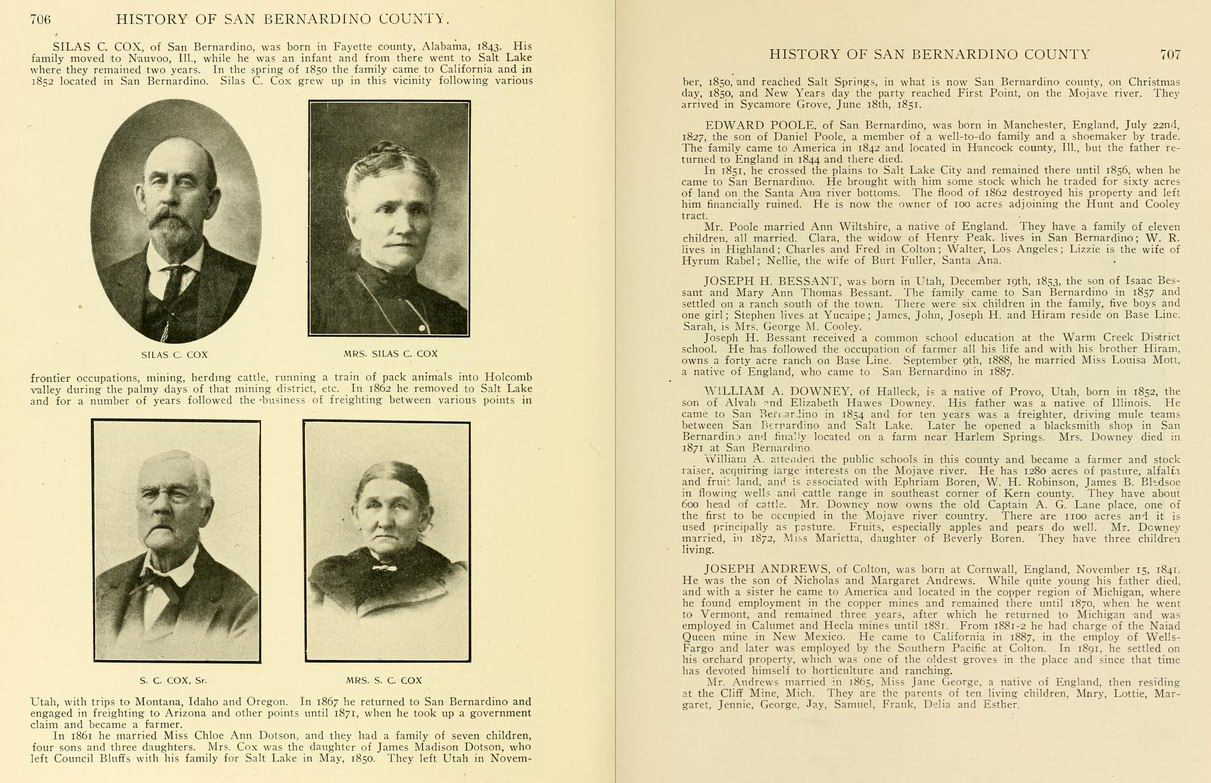 706 HISTORY OF SAN BERNARDINO COUNTY.
SILAS C. COX, of San Bernardino, was born in Fayette county, Alabama, 1843. His
family moved to Nauvoo, Ill., while he was an infant and from there went to Salt Lake
where they remained two years. In the spring of 1850 the family came to California and in
1852 located in San Bernardino. Silas C. Cox grew up in this vicinity following various
SILAS C. COX
MRS. SILAS C. COX
frontier occupations, mining, herding cattle, running a train of pack animals into Holcomb
valley during the palmy days of that mining district, etc. In 1862 he removed to Salt Lake
and for a number of years followed the business of freighting between various points in
S. C. COX, Sr.
MRS. S. C. COX
Utah, with trips to Montana, Idaho and Oregon. In 1867 he returned to San Bernardino and
engaged in freighting to Arizona and other points until 1871, when he took up a government
claim and became a farmer.
In 1861 he married Miss Chloe Ann Dotson, and they had a family of seven children,
four sons and three daughters. Mrs. Cox was the daughter of James Madison Dotson, who
left Council Bluffs with his family for Salt Lake in May, 1850. They left Utah in Novem-
HISTORY OF SAN BERNARDINO COUNTY 707
ber, 1850, and reached Salt Springs, in what is now San Bernardino county, on Christmas
day, 1850, and New Years day the party reached First Point, on the Mojave river. They
arrived in Sycamore Grove, June 18th, 1851.
EDWARD POOLE, of San Bernardino, was born in Manchester, England, July 22nd,
1827, the son of Daniel Poole, a member of a well-to-do family and a shoemaker by trade.
The family came to America in 1842 and located in Hancock county, Ill., but the father re-
turned to England in 1844 and there died.
In 1851, he crossed the plains to Salt Lake City and remained there until 1856, when he
came to San Bernardino. He brought with him some stock which he traded for sixty acres
of land on the Santa Ana river bottoms. The flood of 1862 destroyed his property and left
him financially ruined. He is now the owner of 100 acres adjoining the Hunt and Cooley
tract.
Mr. Poole married Ann Wiltshire, a native of England. They have a family of eleven
children, all married. Clara, the widow of Henry Peak, lives in San Bernardino; W. R.
lives in Highland; Charles and Fred in Colton; Walter, Los Angeles; Lizzie is the wife of
Hyrum Rabel; Nellie, the wife of Burt Fuller, Santa Ana.
JOSEPH H. BESSANT, was born in Utah, December 19th, 1853, the son of Isaac Bes-
sant and Mary Ann Thomas Bessant. The family came to San Bernardino in 1857 and
settled on a ranch south of the town. There were six children in the family, five boys and
one girl; Stephen lives at Yucaipe; James, John, Joseph H. and Hiram reside on Base Line.
Sarah, is Mrs. George M. Cooley.
Joseph H. Bessant received a common school education at the Warm Creek District
school. He has followed the occupation of farmer all his life and with his brother Hiram,
owns a forty acre ranch on Base Line. September 9th, 1888, he married Miss Louisa Mott,
a native of England, who came to San Bernardino in 1887.
WILLIAM A. DOWNEY, of Halleck, is a native of Provo, Utah, born in 1852, the
son of Alvah and Elizabeth Hawes Downey. His father was a native of Illinois. He
came to San Bernardino in 1854 and for ten years was a freighter, driving mule teams
between San Bernardino and Salt Lake. Later he opened a blacksmith shop in San
Bernardino and finally located on a farm near Harlem Springs. Mrs. Downey died in
1871 at San Bernardino.
William A. attended the public schools in this county and became a farmer and stock
raiser, acquiring large interests on the Mojave river. He has 1280 acres of pasture, alfalfa
and fruit land, and is associated with Ephriam Boren, W. H. Robinson, James B. Bledsoe
in flowing wells and cattle range in southeast corner of Kern county. They have about
600 head of cattle. Mr. Downey now owns the old Captain A. G. Lane place, one of
the first to be occupied in the Mojave river country. There are 1100 acres and it is
used principally as pasture. Fruits, especially apples and pears do well. Mr. Downey
married, in 1872, Miss Marietta, daughter of Beverly Boren. They have three children
living.
JOSEPH ANDREWS, of Colton, was born at Cornwall, England, November 15, 1841.
He was the son of Nicholas and Margaret Andrews. While quite young his father died,
and with a sister he came to America and located in the copper region of Michigan, where
he found employment in the copper mines and remained there until 1870, when he went
to Vermont, and remained three years, after which he returned to Michigan and was
employed in Calumet and Hecla mines until 1881. From 1881-2 he had charge of the Naiad
Queen mine in New Mexico. He came to California in 1887, in the employ of Wells-
Fargo and later was employed by the Southern Pacific at Colton. In 1891, he settled on
his orchard property, which was one of the oldest groves in the place and since that time
has devoted himself to horticulture and ranching.
Mr. Andrews married in 1865, Miss Jane George, a native of England, then residing
at the Cliff Mine, Mich. They are the parents of ten living children, Mary, Lottie, Mar-
garet, Jennie, George, Jay, Samuel, Frank, Delia and Esther.